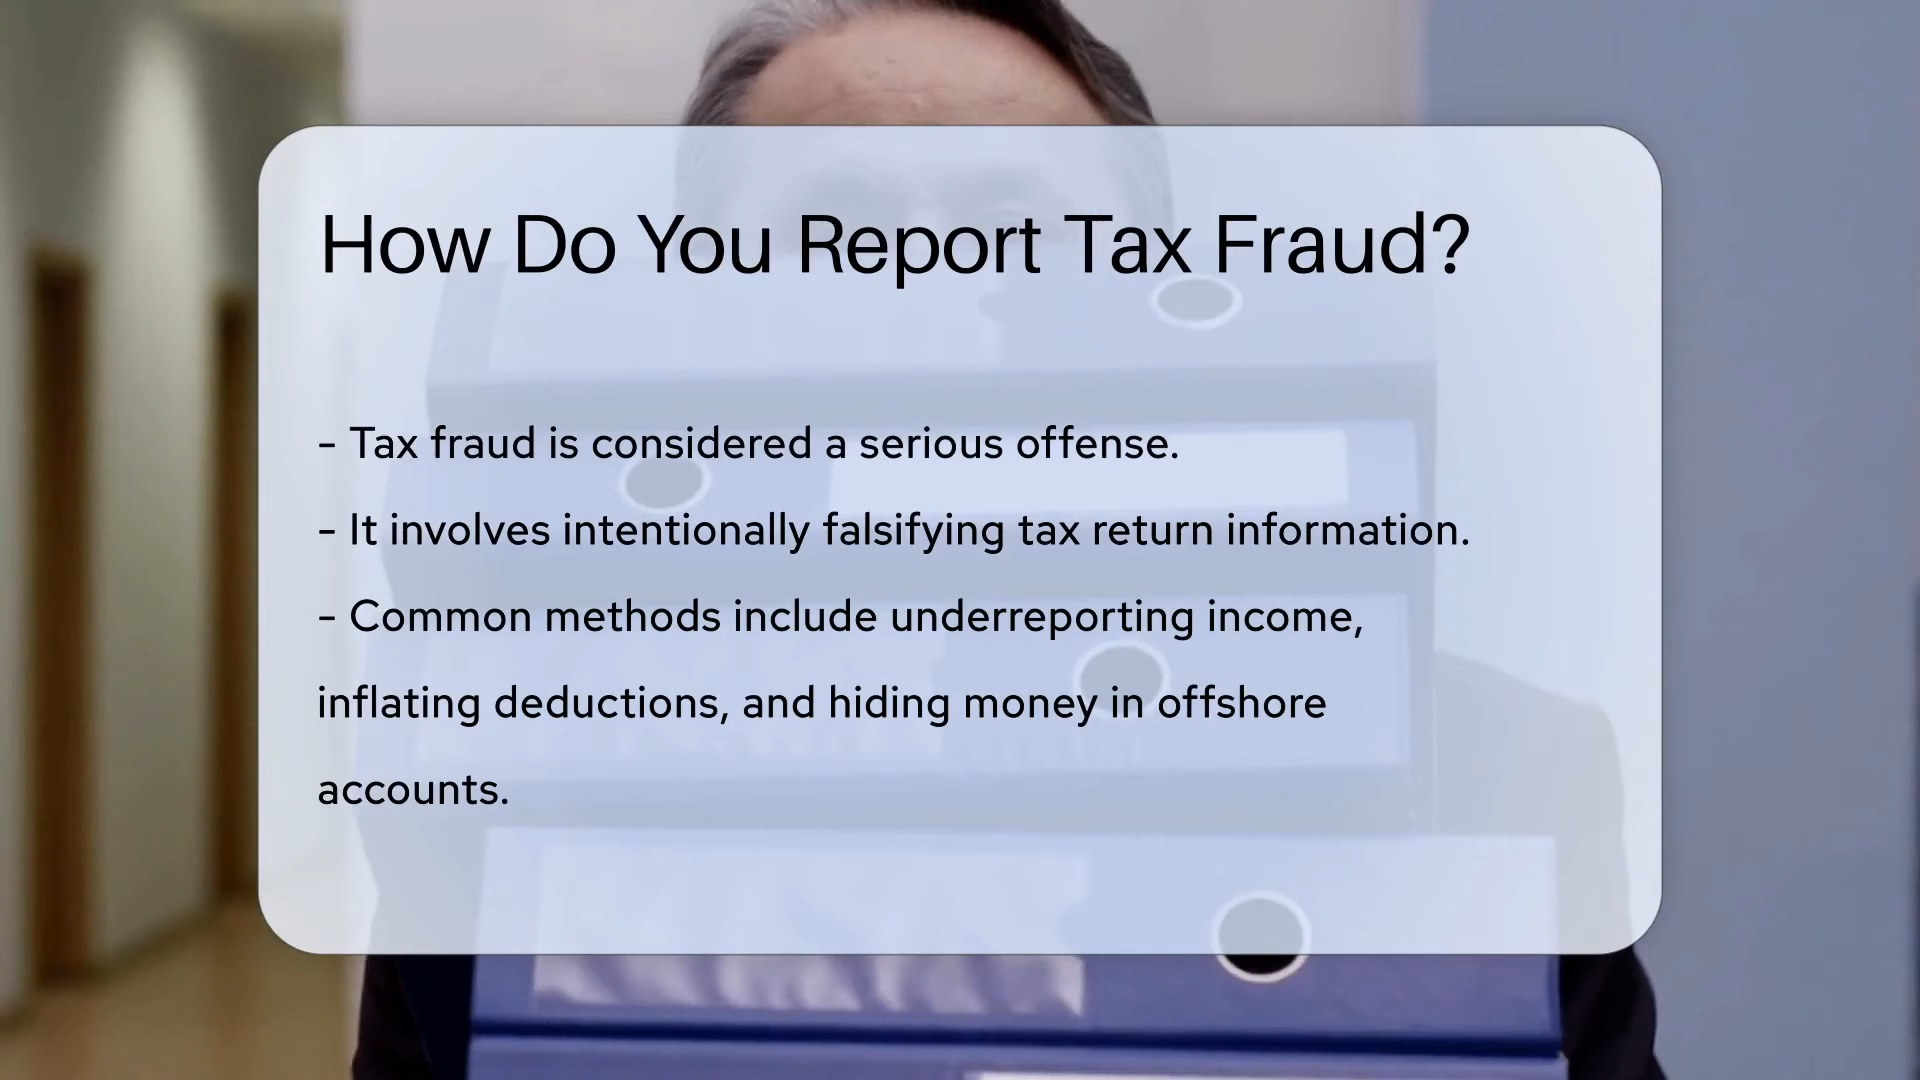 How Do You Report Tax Fraud?
- Tax fraud is considered a serious offense.
- It involves intentionally falsifying tax return information.
- Common methods include underreporting income,
inflating deductions, and hiding money in offshore
accounts.